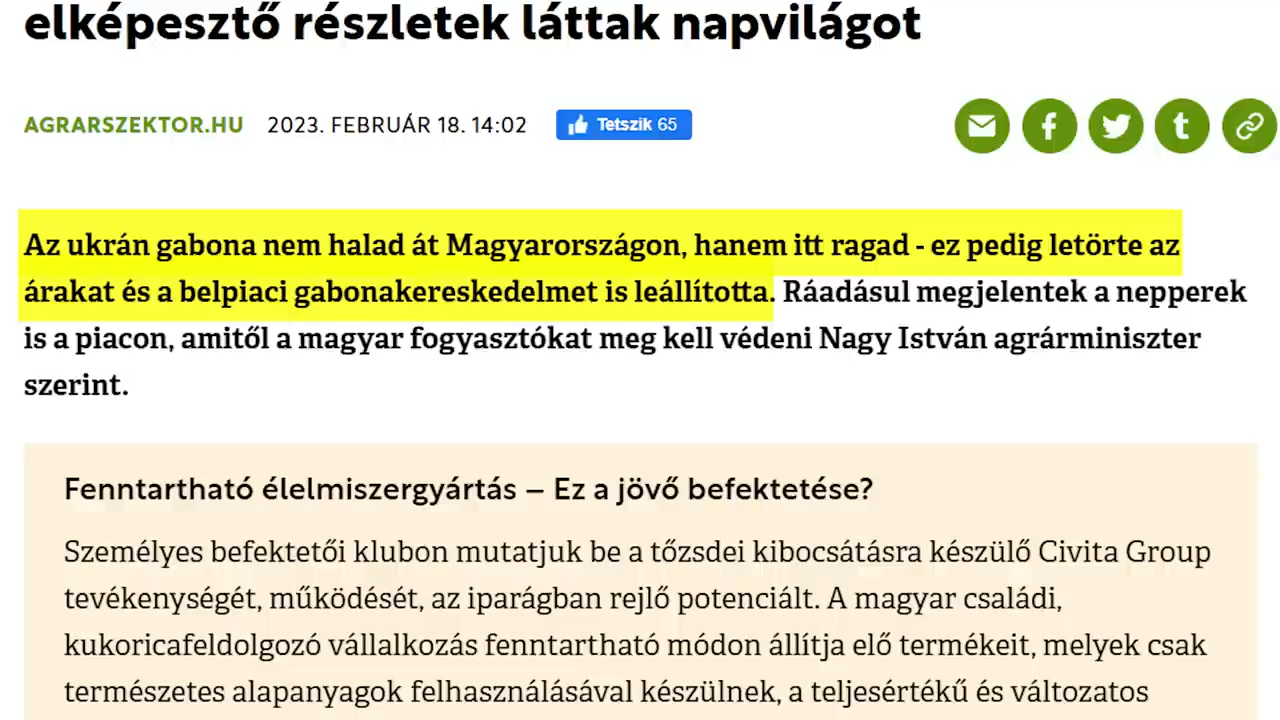 elképesztő részletek láttak napvilágot
AGRARSZEKTOR.HU 2023. FEBRUÁR 18. 14:02 Tetszik 65
Az ukrán gabona nem halad át Magyarországon, hanem itt ragad - ez pedig letörte az
árakat és a belpiaci gabonakereskedelmet is leállította. Ráadásul megjelentek a nepperek
is a piacon, amitől a magyar fogyasztókat meg kell védeni Nagy István agrárminiszter
szerint.
Fenntartható élelmiszergyártás – Ez a jövő befektetése?
Személyes befektetői klubon mutatjuk be a tőzsdei kibocsátásra készülő Civita Group
tevékenységét, működését, az iparágban rejlő potenciált. A magyar családi,
kukoricafeldolgozó vállalkozás fenntartható módon állítja elő termékeit, melyek csak
természetes alapanyagok felhasználásával készülnek, a teljesértékű és változatos